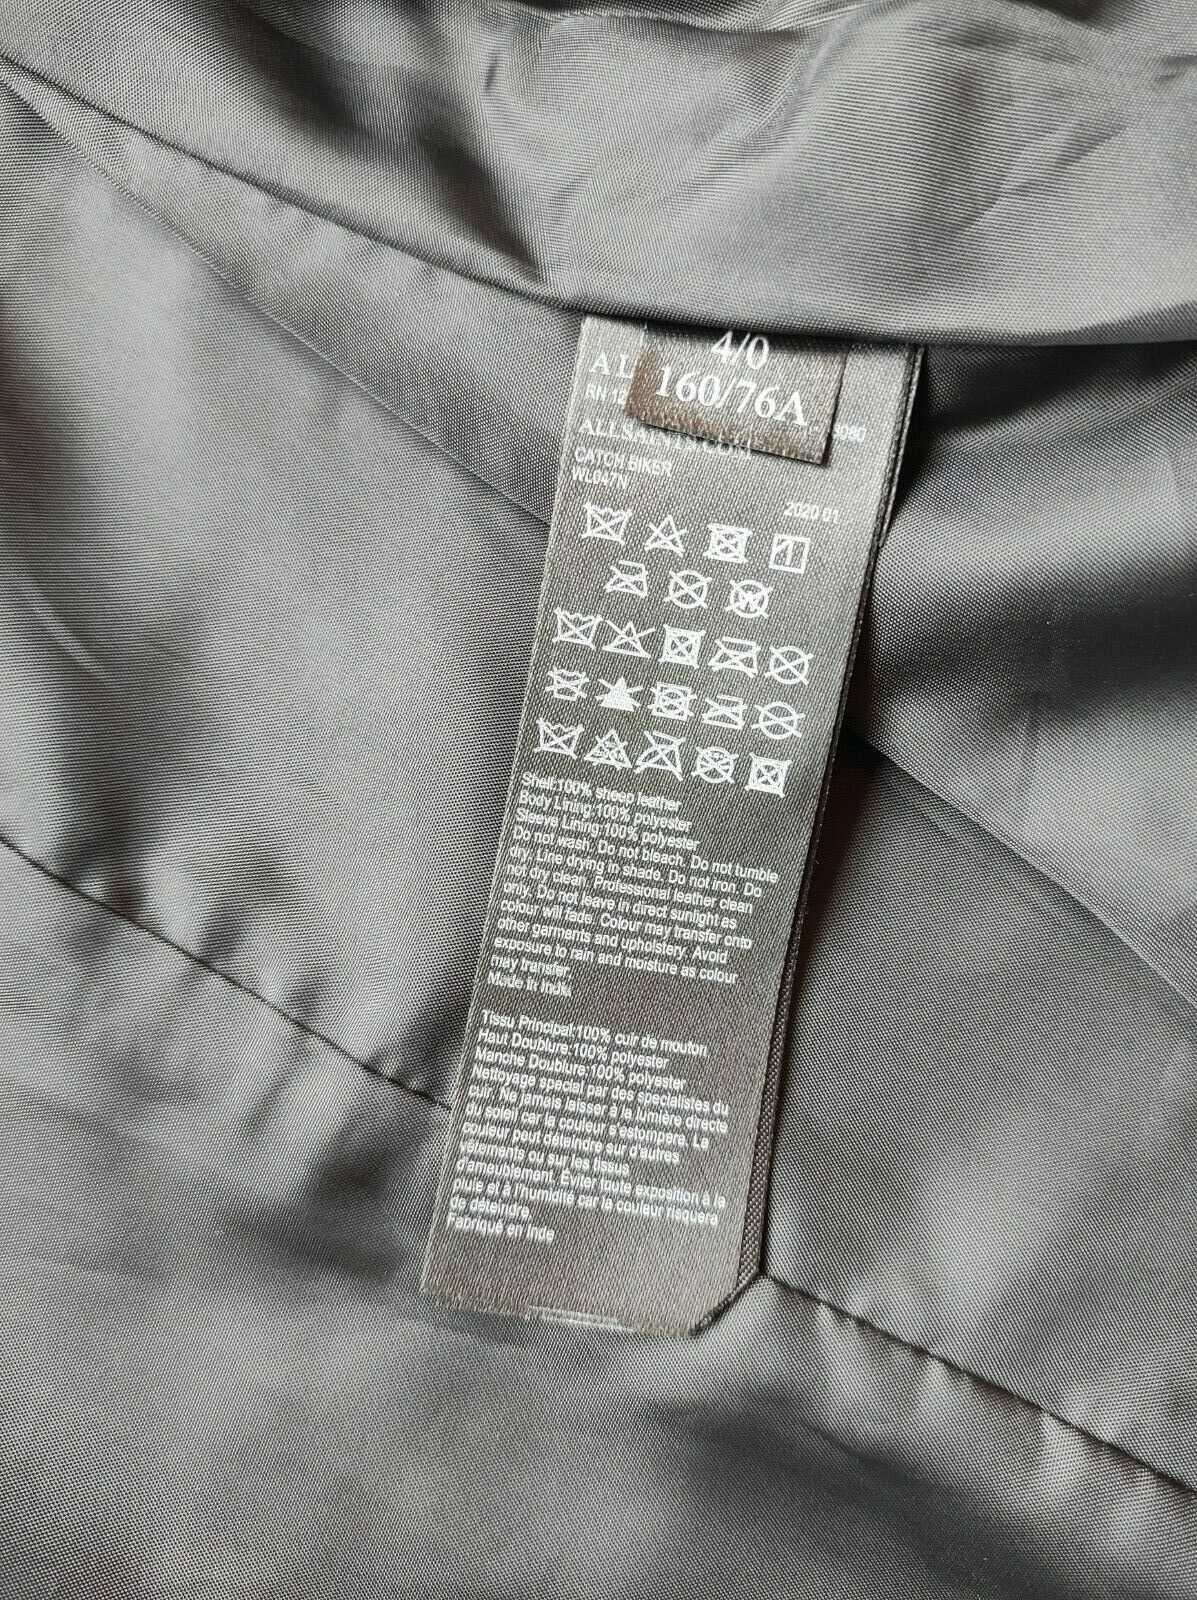 4/0
160/76A
ALLSAINTS.COM
CATCH BIKER
WL047N
2020 01
Shell:100% sheep leather
Body Lining:100% polyester
Sleeve Lining:100% polyester
Do not wash. Do not bleach. Do not tumble
dry. Line drying in shade. Do not iron. Do
not dry clean. Professional leather clean
only. Do not leave in direct sunlight as
colour will fade. Colour may transfer onto
other garments and upholstery. Avoid
exposure to rain and moisture as colour
may transfer.
Made in India
Tissu Principal:100% cuir de mouton
Haut Doublure:100% polyester
Manche Doublure:100% polyester
Nettoyage special par des specialistes du
cuir. Ne jamais laisser à la lumière directe
du soleil car la couleur s'estompera. La
couleur peut déteindre sur d'autres
vêtements ou sur les tissus
d'ameublement. Éviter toute exposition à la
pluie et à l'humidité car la couleur risquera
de déteindre.
Fabriqué en Inde